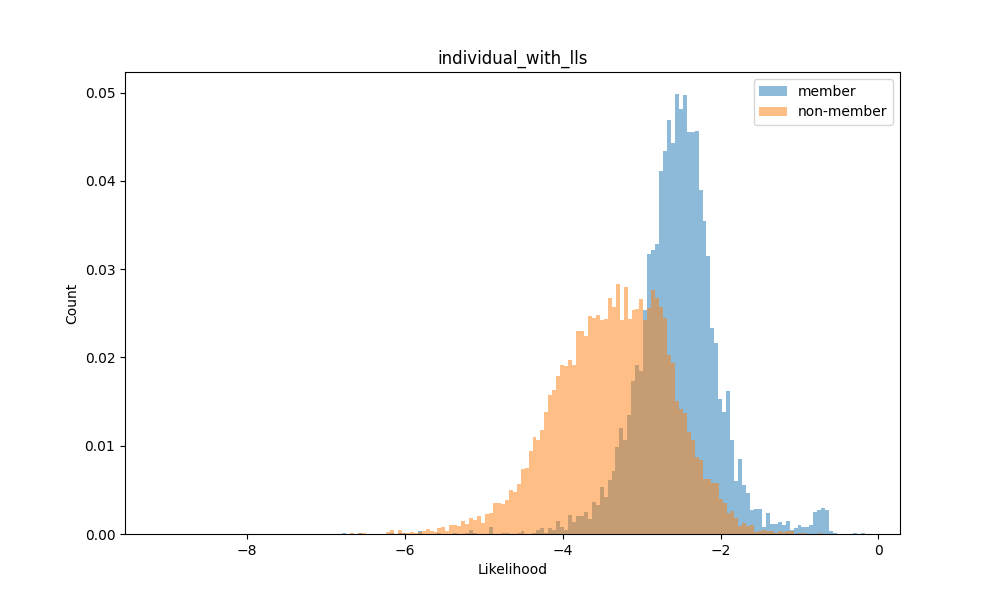 individual_with_lls
member
non-member
0.05
0.04
0.03
0.02
0.01
0.00
Count
−8
−6
−4
−2
0
Likelihood